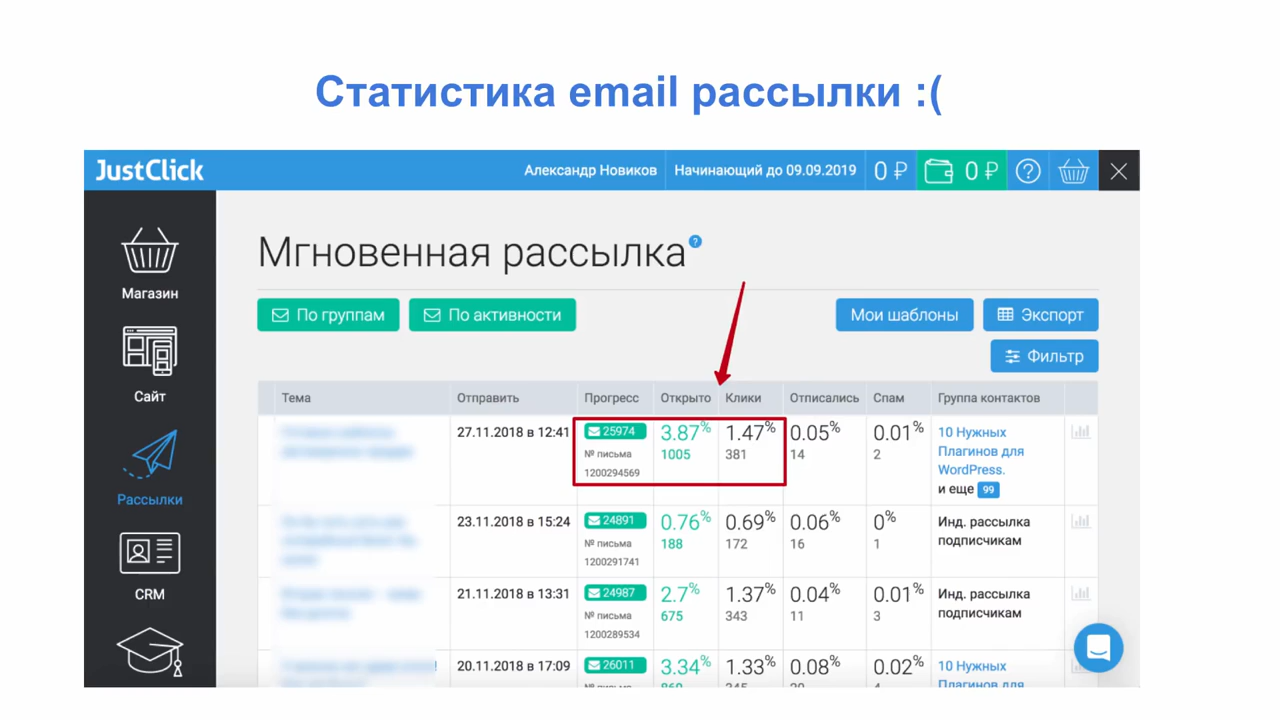 Статистика email рассылки :(
JustClick
Александр Новиков
Начинающий до 09.09.2019
0 ₽
0 ₽
?
Магазин
Сайт
Рассылки
CRM
Мгновенная рассылка ?
По группам
По активности
Мои шаблоны
Экспорт
Фильтр
Тема Отправить Прогресс Открыто Клики Отписались Спам Группа контактов
27.11.2018 в 12:41 25974 3.87% 1.47% 0.05% 0.01% 10 Нужных
№ письма 1005 381 14 2 Плагинов для
1200294569 WordPress.
и еще 99
23.11.2018 в 15:24 24891 0.76% 0.69% 0.06% 0% Инд. рассылка
№ письма 188 172 16 1 подписчикам
1200291741
21.11.2018 в 13:31 24987 2.7% 1.37% 0.04% 0.01% Инд. рассылка
№ письма 675 343 11 3 подписчикам
1200289534
20.11.2018 в 17:09 26011 3.34% 1.33% 0.08% 0.02% 10 Нужных
№ письма Плагинов для